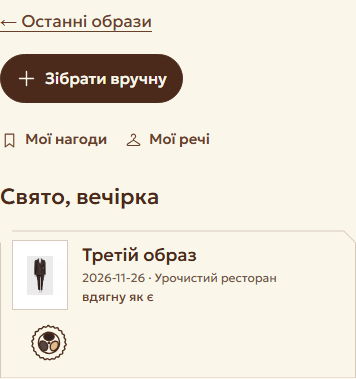 ← Останні образи
+ Зібрати вручну
Мої нагоди Мої речі
Свято, вечірка
Третій образ
2026-11-26 · Урочистий ресторан
вдягну як є